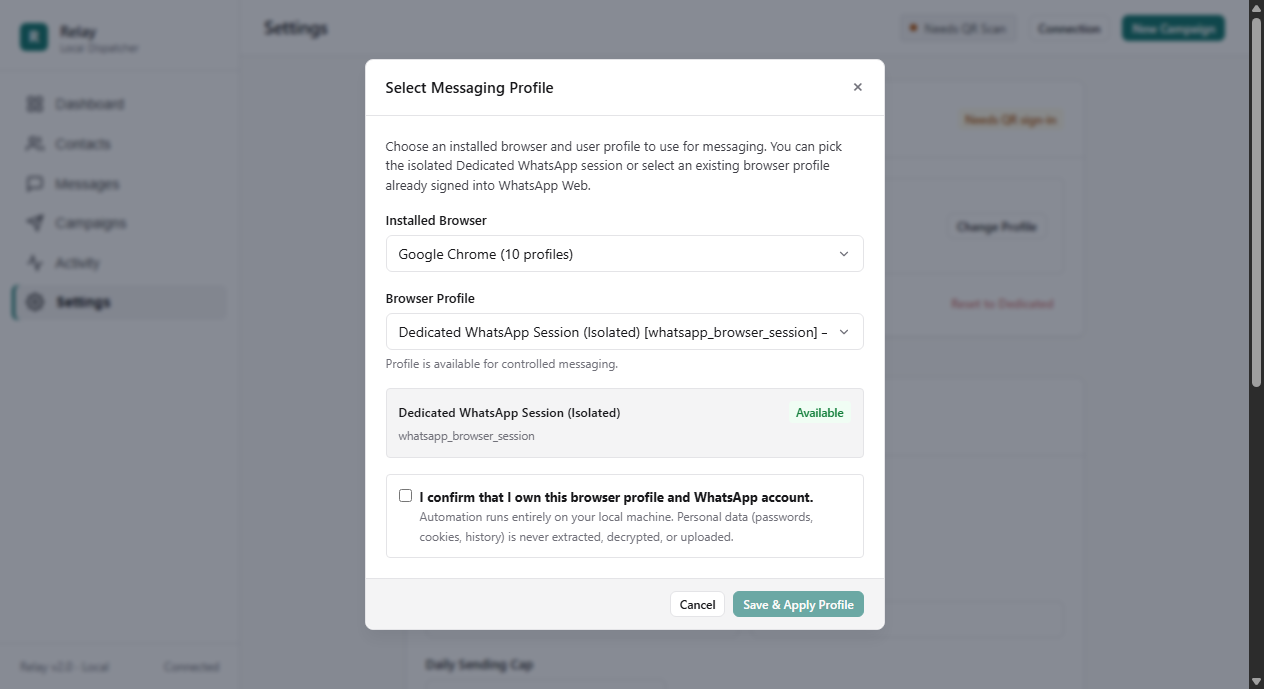 Relay
Local Dispatcher
Settings
Needs QR Scan
Connection
New Campaign
Dashboard
Contacts
Messages
Campaigns
Activity
Settings
Needs QR sign-in
Change Profile
Reset to Dedicated
Select Messaging Profile
×
Choose an installed browser and user profile to use for messaging. You can pick
the isolated Dedicated WhatsApp session or select an existing browser profile
already signed into WhatsApp Web.
Installed Browser
Google Chrome (10 profiles)
Browser Profile
Dedicated WhatsApp Session (Isolated) [whatsapp_browser_session] –
Profile is available for controlled messaging.
Dedicated WhatsApp Session (Isolated)
Available
whatsapp_browser_session
I confirm that I own this browser profile and WhatsApp account.
Automation runs entirely on your local machine. Personal data (passwords,
cookies, history) is never extracted, decrypted, or uploaded.
Cancel
Save & Apply Profile
Daily Sending Cap
Relay v2.0 · Local
Connected